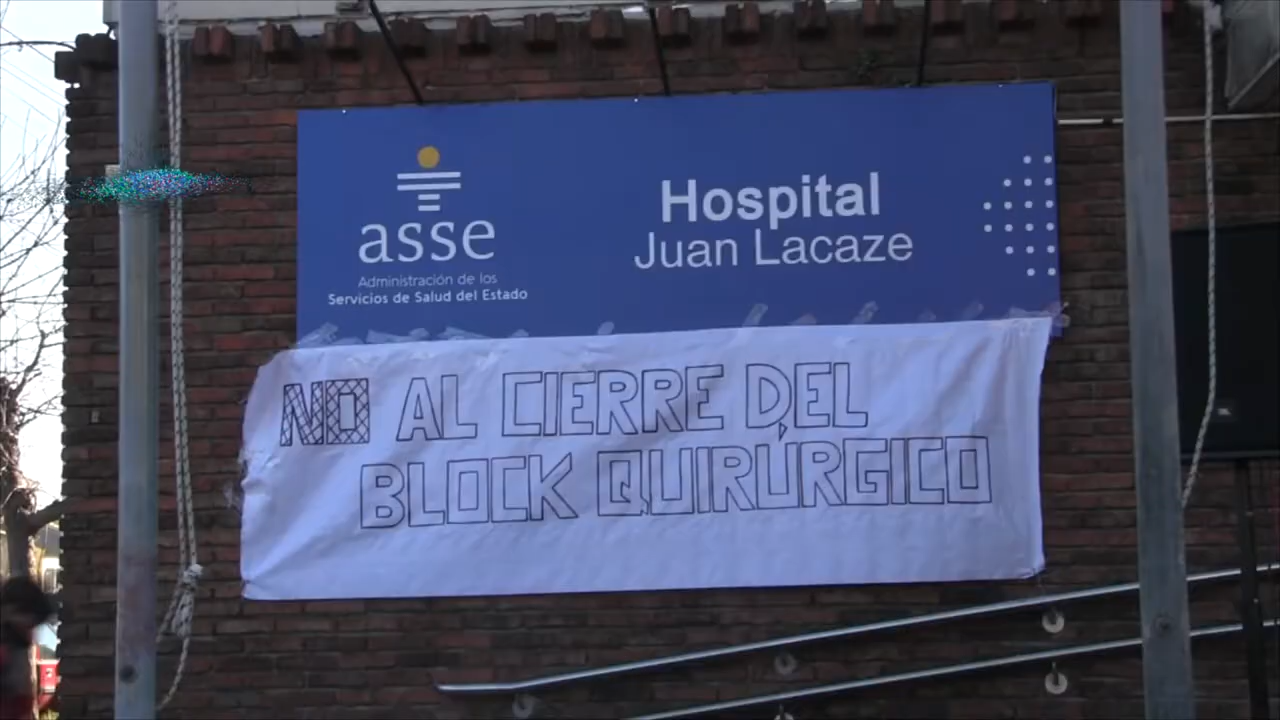 asse
Administración de los
Servicios de Salud del Estado
Hospital
Juan Lacaze
NO AL CIERRE DEL
BLOCK QUIRÚRGICO